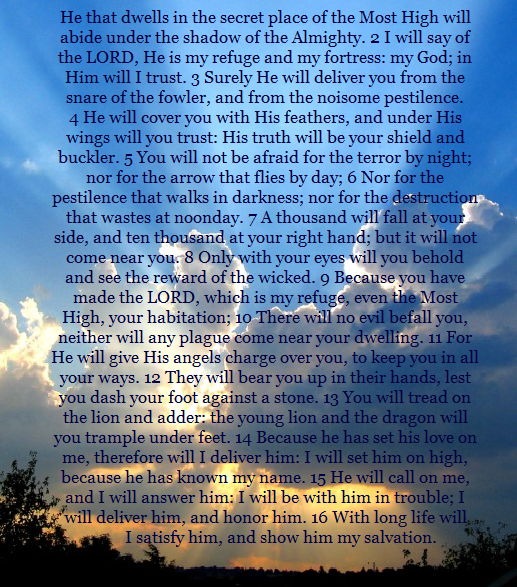 He that dwells in the secret place of the Most High will
abide under the shadow of the Almighty. 2 I will say of
the LORD, He is my refuge and my fortress: my God; in
Him will I trust. 3 Surely He will deliver you from the
snare of the fowler, and from the noisome pestilence.
4 He will cover you with His feathers, and under His
wings will you trust: His truth will be your shield and
buckler. 5 You will not be afraid for the terror by night;
nor for the arrow that flies by day; 6 Nor for the
pestilence that walks in darkness; nor for the destruction
that wastes at noonday. 7 A thousand will fall at your
side, and ten thousand at your right hand; but it will not
come near you. 8 Only with your eyes will you behold
and see the reward of the wicked. 9 Because you have
made the LORD, which is my refuge, even the Most
High, your habitation; 10 There will no evil befall you,
neither will any plague come near your dwelling. 11 For
He will give His angels charge over you, to keep you in all
your ways. 12 They will bear you up in their hands, lest
you dash your foot against a stone. 13 You will tread on
the lion and adder: the young lion and the dragon will
you trample under feet. 14 Because he has set his love on
me, therefore will I deliver him: I will set him on high,
because he has known my name. 15 He will call on me,
and I will answer him: I will be with him in trouble; I
will deliver him, and honor him. 16 With long life will
I satisfy him, and show him my salvation.